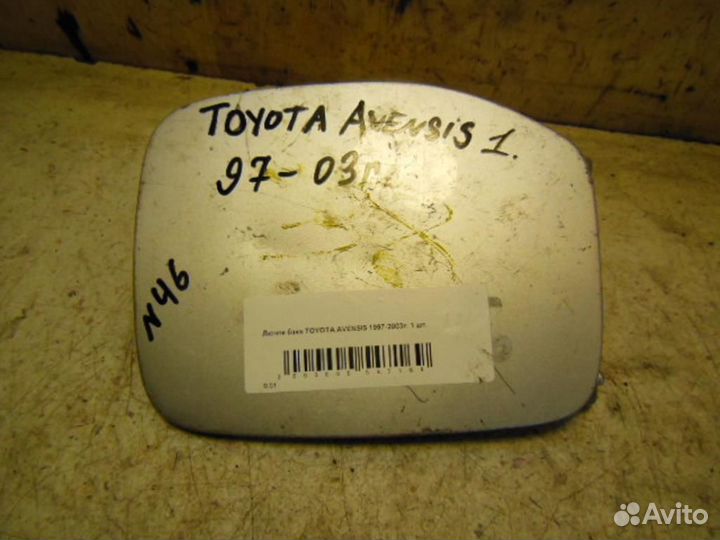 TOYOTA AVENSIS 1.
97-03г.
N46
Лючок бака TOYOTA AVENSIS 1997-2003г. 1 шт.
Avito